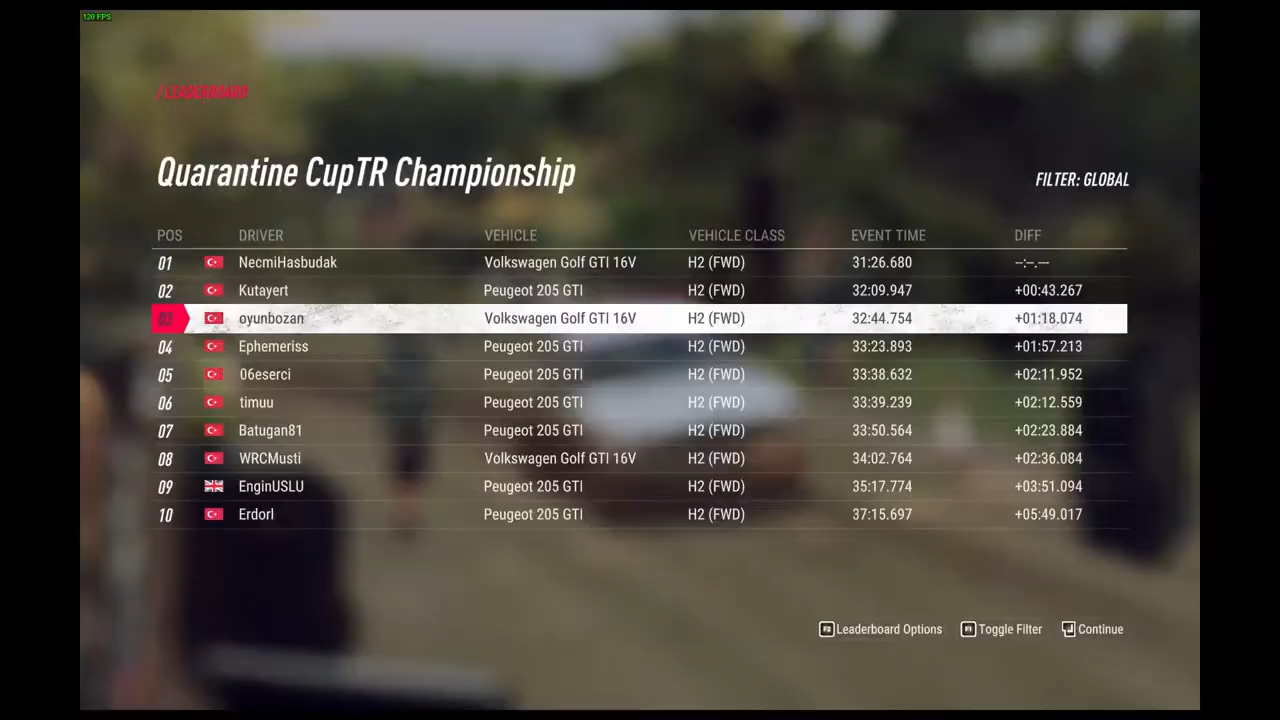 120 FPS
/ LEADERBOARD
Quarantine CupTR Championship
FILTER: GLOBAL
POS DRIVER VEHICLE VEHICLE CLASS EVENT TIME DIFF
01 NecmiHasbudak Volkswagen Golf GTI 16V H2 (FWD) 31:26.680 --:--.---
02 Kutayert Peugeot 205 GTI H2 (FWD) 32:09.947 +00:43.267
03 oyunbozan Volkswagen Golf GTI 16V H2 (FWD) 32:44.754 +01:18.074
04 Ephemeriss Peugeot 205 GTI H2 (FWD) 33:23.893 +01:57.213
05 06eserci Peugeot 205 GTI H2 (FWD) 33:38.632 +02:11.952
06 timuu Peugeot 205 GTI H2 (FWD) 33:39.239 +02:12.559
07 Batugan81 Peugeot 205 GTI H2 (FWD) 33:50.564 +02:23.884
08 WRCMusti Volkswagen Golf GTI 16V H2 (FWD) 34:02.764 +02:36.084
09 EnginUSLU Peugeot 205 GTI H2 (FWD) 35:17.774 +03:51.094
10 Erdorl Peugeot 205 GTI H2 (FWD) 37:15.697 +05:49.017
F2 Leaderboard Options F1 Toggle Filter Continue